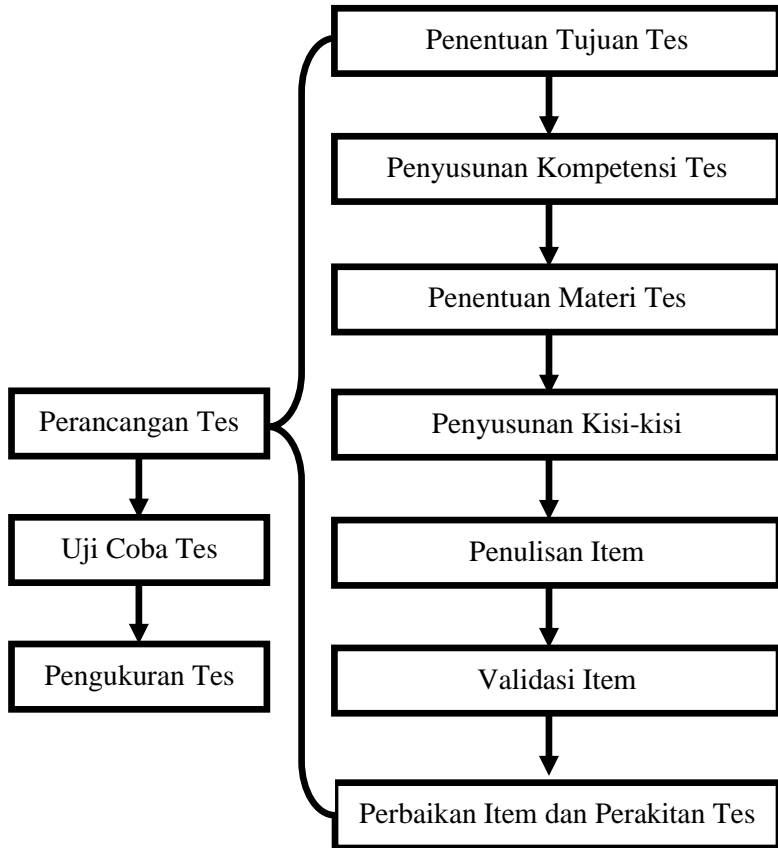 Penentuan Tujuan Tes
Penyusunan Kompetensi Tes
Penentuan Materi Tes
Perancangan Tes
Penyusunan Kisi-kisi
Uji Coba Tes
Penulisan Item
Pengukuran Tes
Validasi Item
Perbaikan Item dan Perakitan Tes